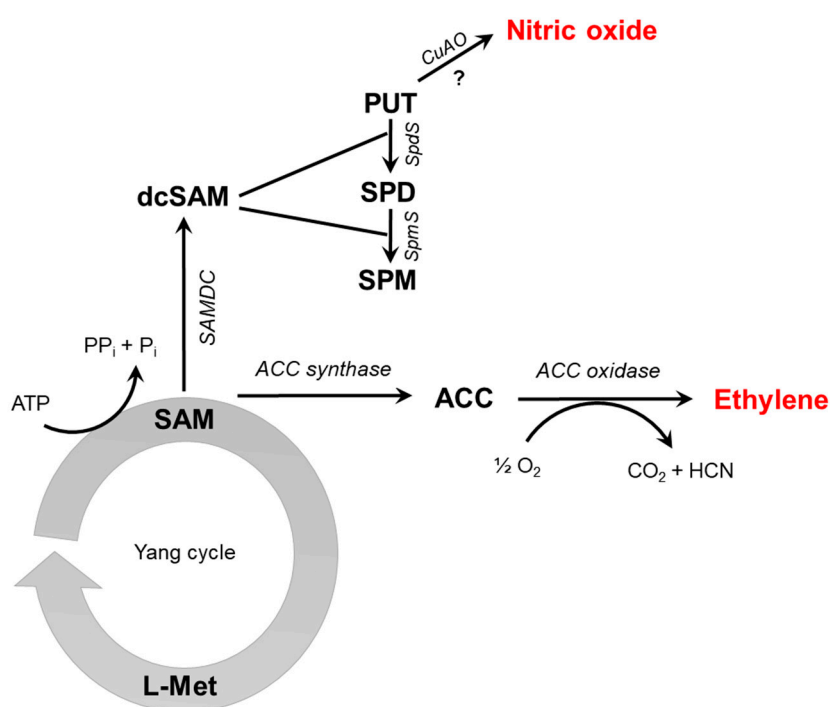 Nitric oxide
CuAO
?
PUT
SpdS
dcSAM
SPD
SpmS
SPM
SAMDC
PPi + Pi
ATP
SAM
ACC synthase
ACC
ACC oxidase
Ethylene
½ O2
CO2 + HCN
Yang cycle
L-Met